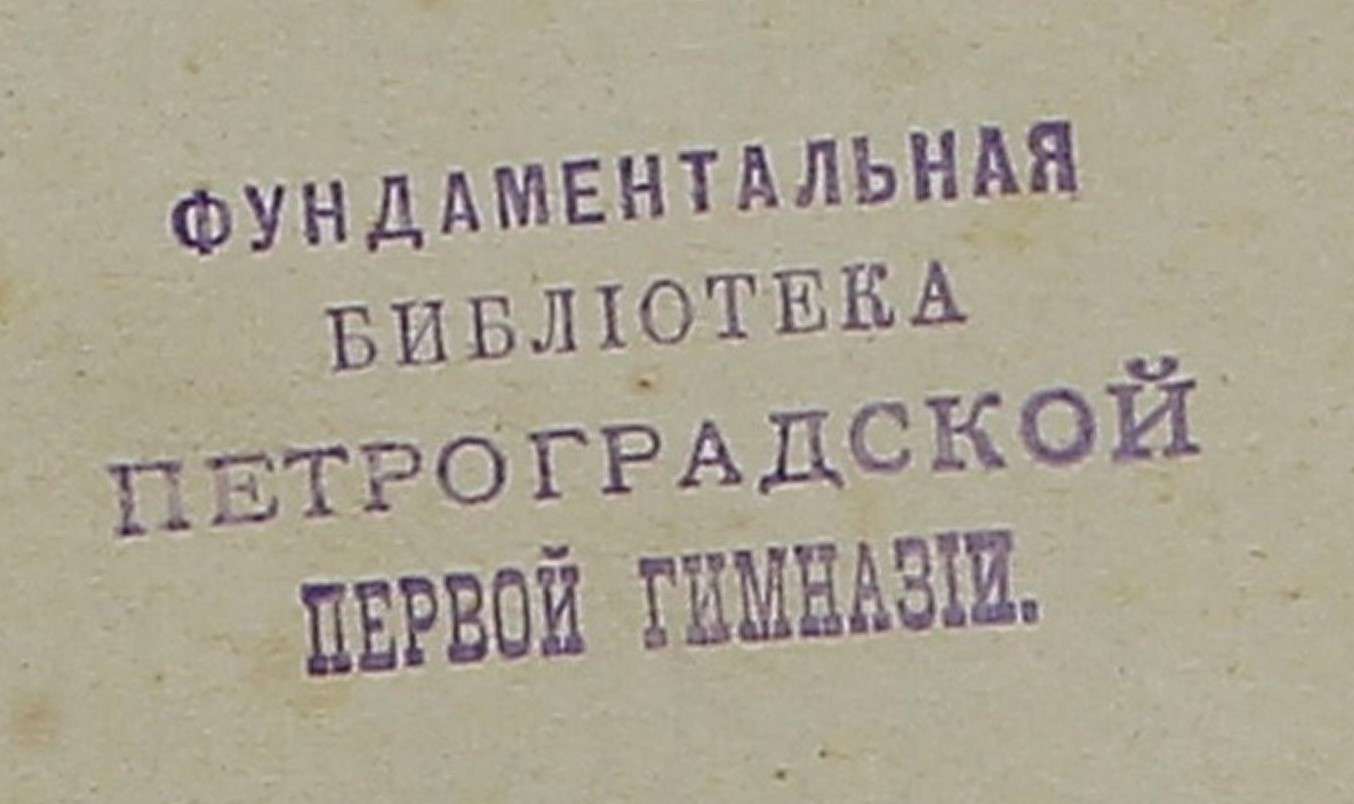 ФУНДАМЕНТАЛЬНАЯ
БИБЛІОТЕКА
ПЕТРОГРАДСКОЙ
ПЕРВОЙ ГИМНАЗІИ.